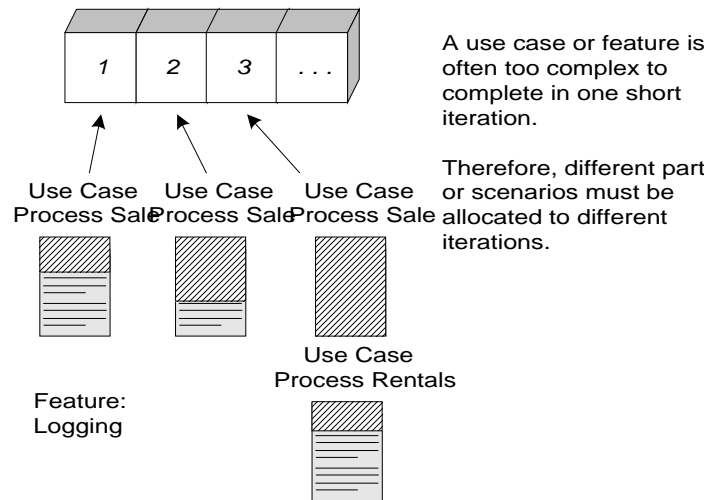 1 2 3 . . .
A use case or feature is
often too complex to
complete in one short
iteration.
Therefore, different part
or scenarios must be
allocated to different
iterations.
Use Case
Process Sale
Use Case
Process Sale
Use Case
Process Sale
Use Case
Process Rentals
Feature:
Logging